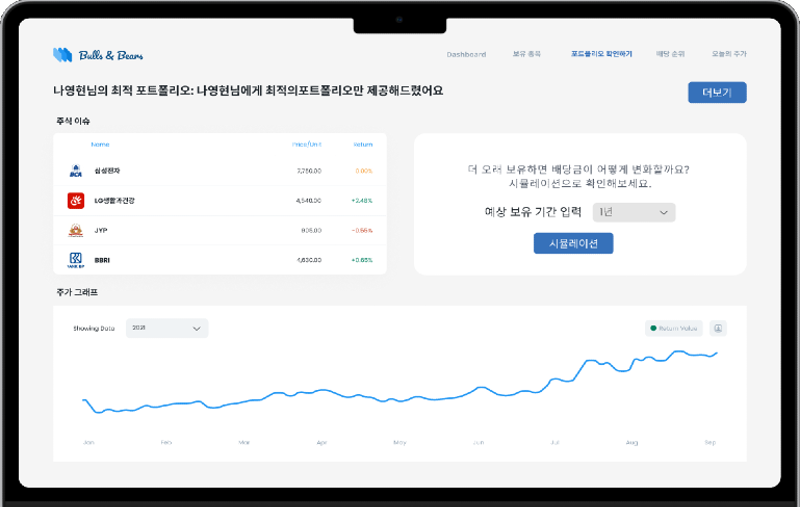 Bulls & Bears
Dashboard 보유 종목 포트폴리오 확인하기 배당 순위 오늘의 주가
나영현님의 최적 포트폴리오: 나영현님에게 최적의포트폴리오만 제공해드렸어요
더보기
주식 이슈
Name Price/Unit Return
BCA 삼성전자 7,750.00 0.00%
LG생활과건강 4,540.00 +2.48%
JYP 905.00 -0.55%
BBRI 4,630.00 +0.65%
더 오래 보유하면 배당금이 어떻게 변화할까요?
시뮬레이션으로 확인해보세요.
예상 보유 기간 입력 1년
시뮬레이션
주가 그래프
Showing Data 2021 Return Value
Jan Feb Mar Apr May Jun Jul Aug Sep